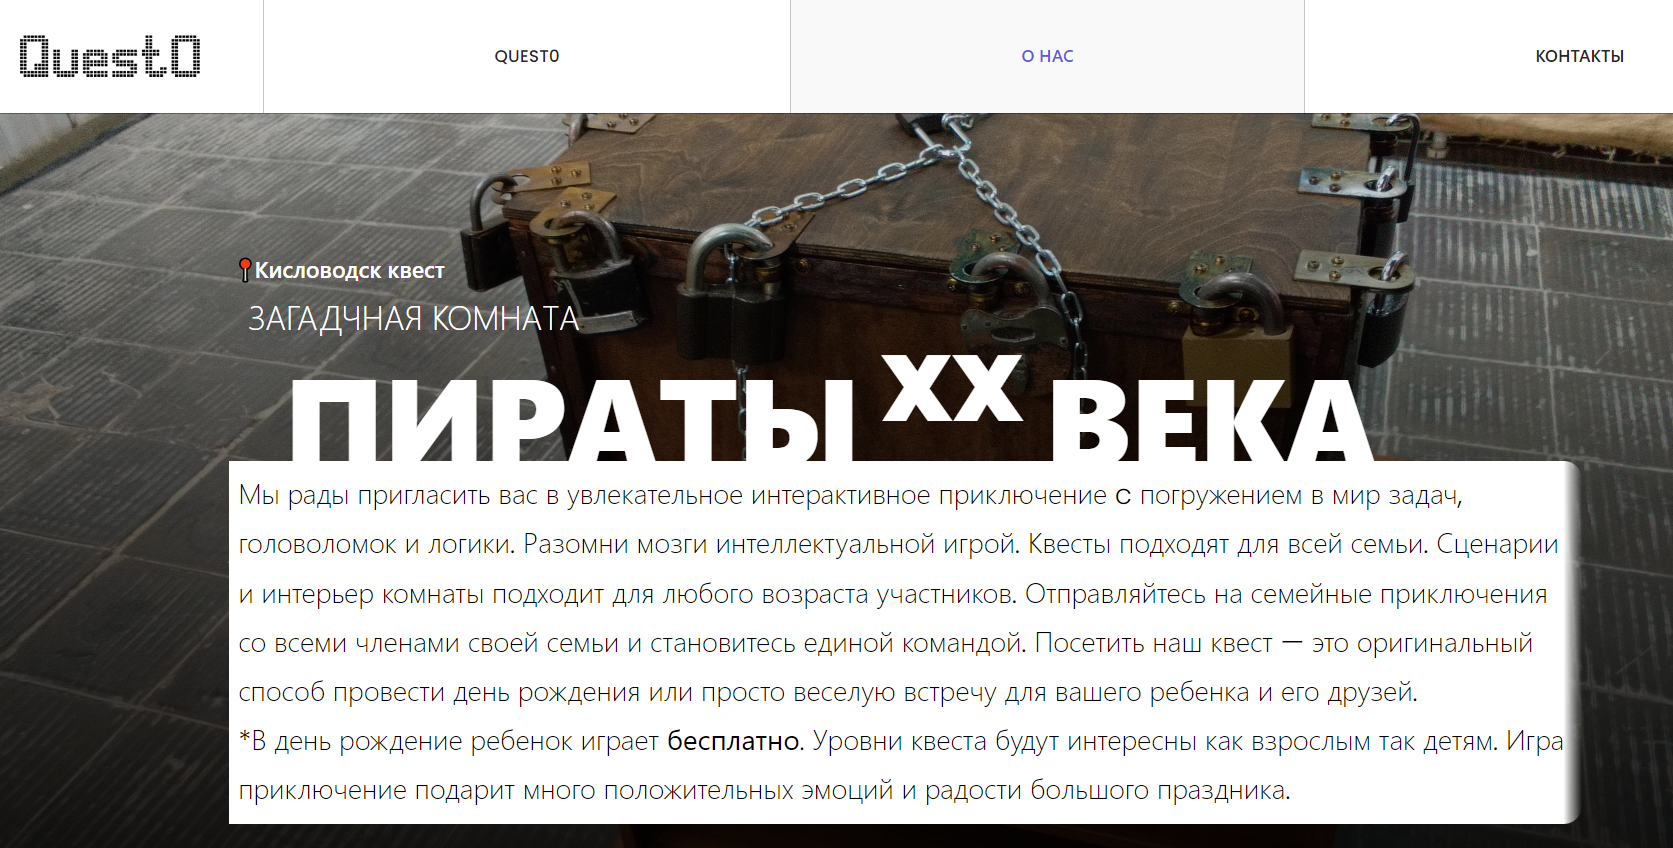 Quest0
QUEST0
О НАС
КОНТАКТЫ
Кисловодск квест
ЗАГАДЧНАЯ КОМНАТА
ПИРАТЫ XX ВЕКА
Мы рады пригласить вас в увлекательное интерактивное приключение с погружением в мир задач,
головоломок и логики. Разомни мозги интеллектуальной игрой. Квесты подходят для всей семьи. Сценарии
и интерьер комнаты подходит для любого возраста участников. Отправляйтесь на семейные приключения
со всеми членами своей семьи и становитесь единой командой. Посетить наш квест — это оригинальный
способ провести день рождения или просто веселую встречу для вашего ребенка и его друзей.
*В день рождение ребенок играет бесплатно. Уровни квеста будут интересны как взрослым так детям. Игра
приключение подарит много положительных эмоций и радости большого праздника.